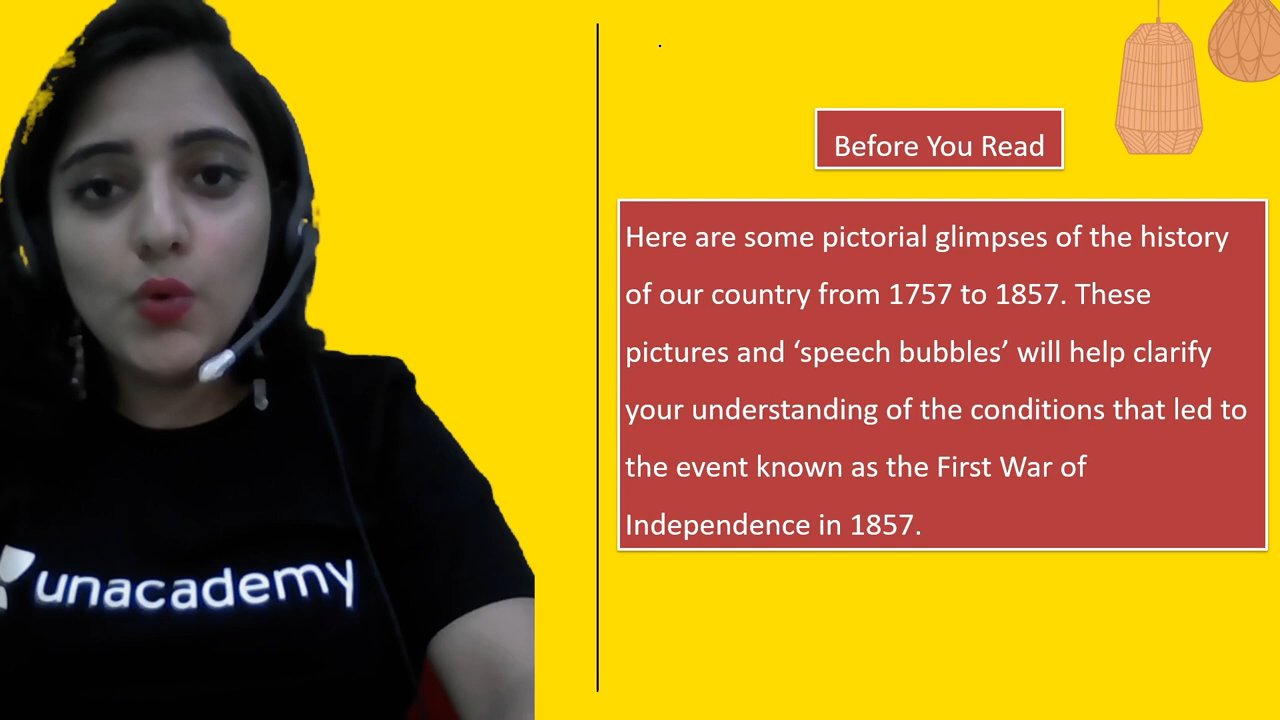 Before You Read
Here are some pictorial glimpses of the history
of our country from 1757 to 1857. These
pictures and ‘speech bubbles’ will help clarify
your understanding of the conditions that led to
the event known as the First War of
Independence in 1857.
unacademy